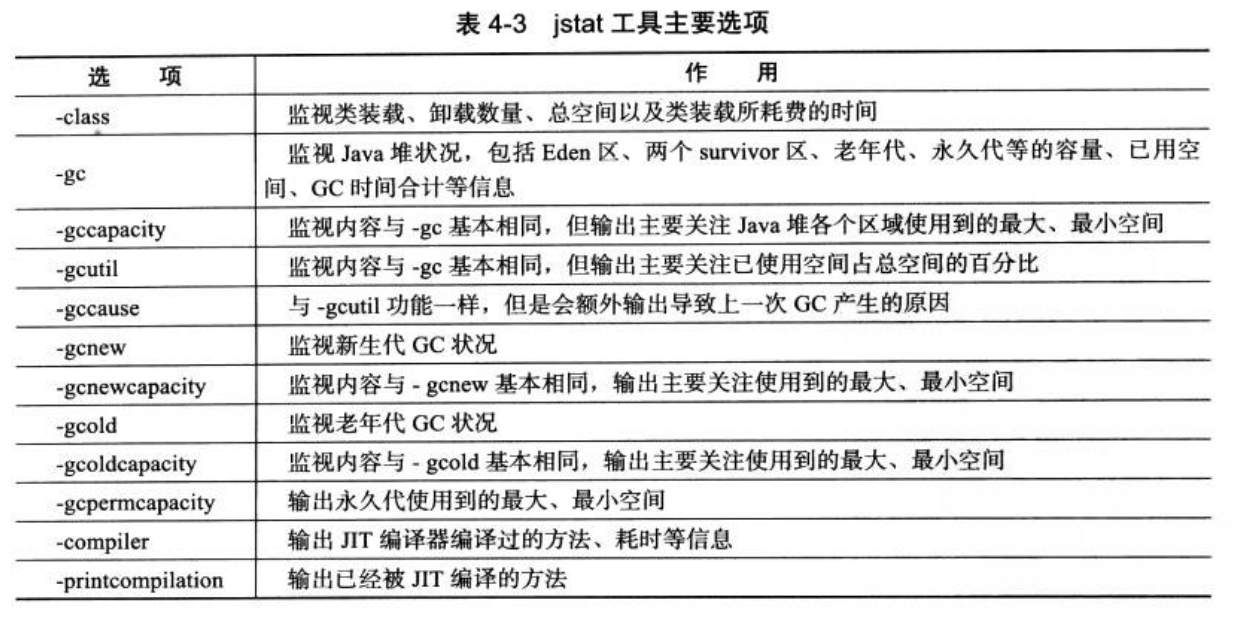 表 4-3 jstat 工具主要选项
选 项 作 用
-class 监视类装载、卸载数量、总空间以及类装载所耗费的时间
-gc 监视 Java 堆状况，包括 Eden 区、两个 survivor 区、老年代、永久代等的容量、已用空
间、GC 时间合计等信息
-gccapacity 监视内容与 -gc 基本相同，但输出主要关注 Java 堆各个区域使用到的最大、最小空间
-gcutil 监视内容与 -gc 基本相同，但输出主要关注已使用空间占总空间的百分比
-gccause 与 -gcutil 功能一样，但是会额外输出导致上一次 GC 产生的原因
-gcnew 监视新生代 GC 状况
-gcnewcapacity 监视内容与 - gcnew 基本相同，输出主要关注使用到的最大、最小空间
-gcold 监视老年代 GC 状况
-gcoldcapacity 监视内容与 - gcold 基本相同，输出主要关注使用到的最大、最小空间
-gcpermcapacity 输出永久代使用到的最大、最小空间
-compiler 输出 JIT 编译器编译过的方法、耗时等信息
-printcompilation 输出已经被 JIT 编译的方法